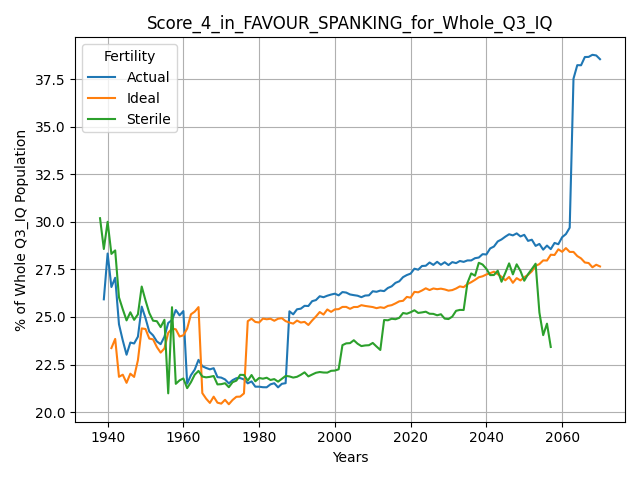 Score_4_in_FAVOUR_SPANKING_for_Whole_Q3_IQ
Fertility
Actual
Ideal
Sterile
% of Whole Q3_IQ Population
37.5
35.0
32.5
30.0
27.5
25.0
22.5
20.0
1940 1960 1980 2000 2020 2040 2060
Years